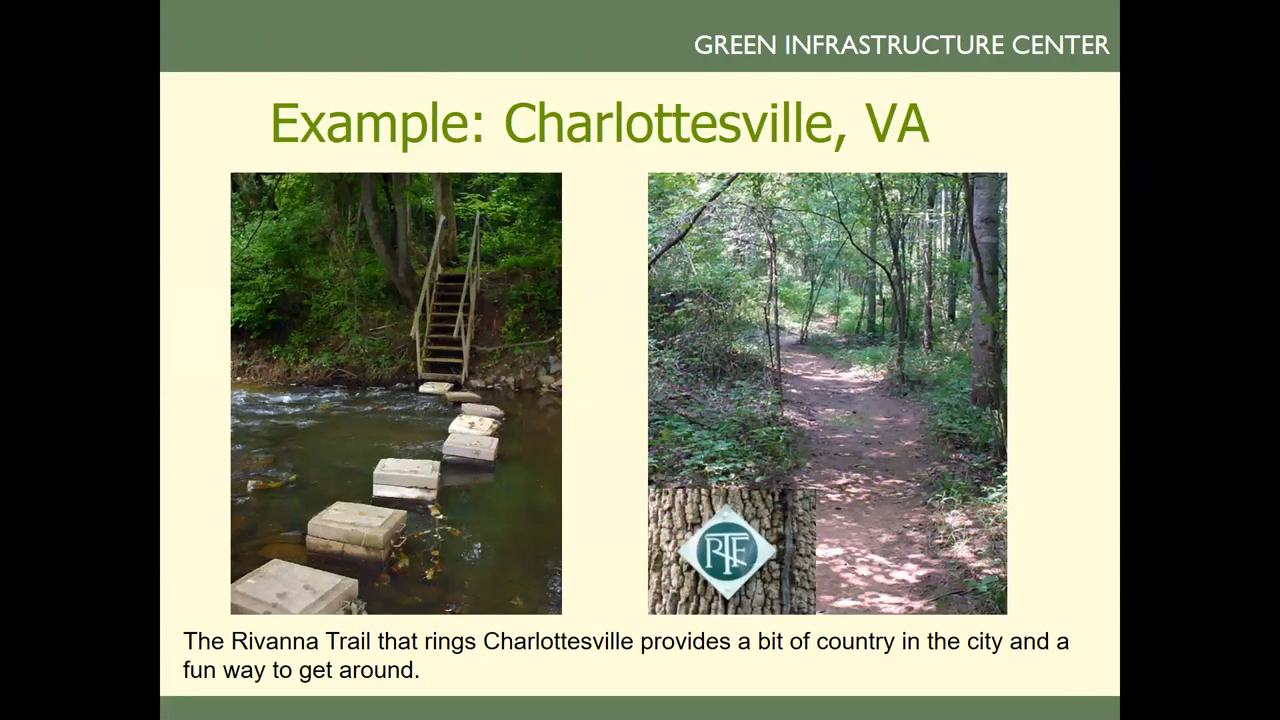 GREEN INFRASTRUCTURE CENTER
Example: Charlottesville, VA
RTF
The Rivanna Trail that rings Charlottesville provides a bit of country in the city and a
fun way to get around.